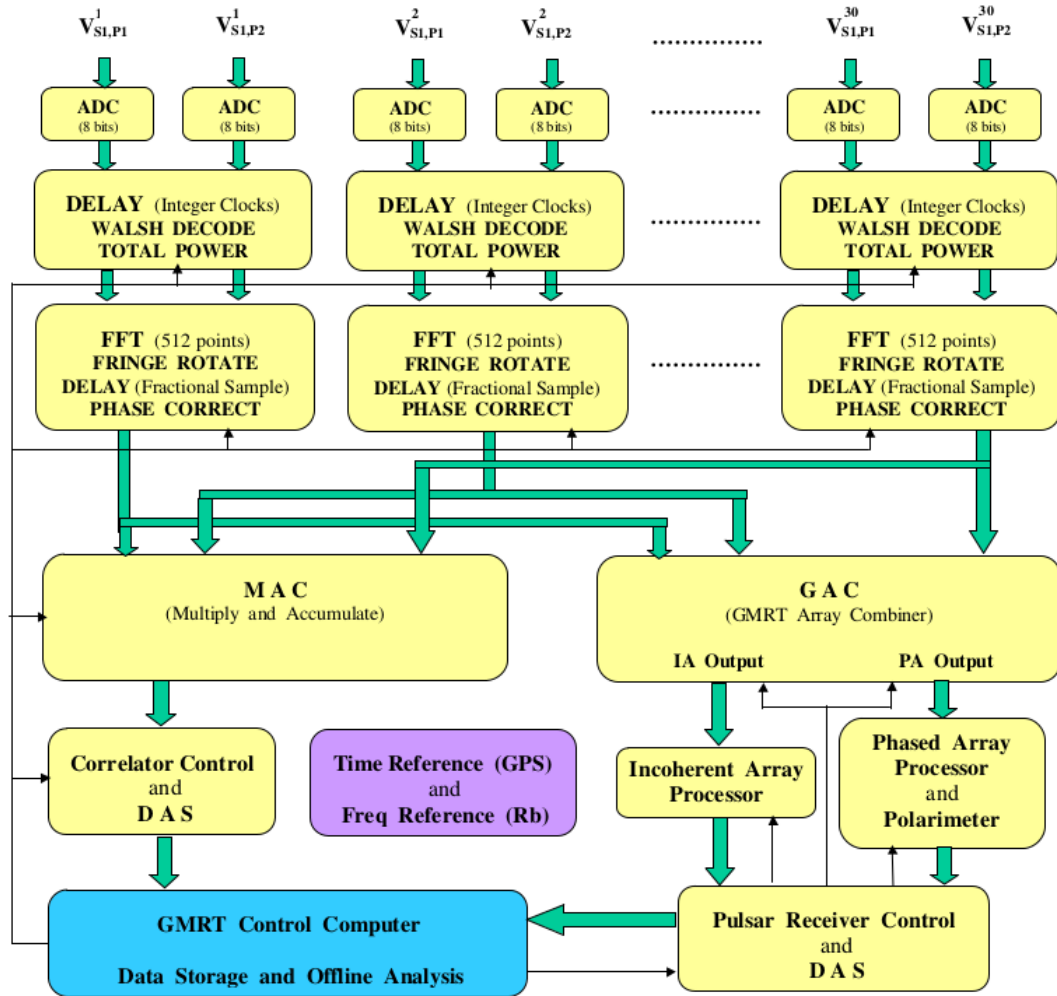 V¹S1,P1 V¹S1,P2 V²S1,P1 V²S1,P2 ............... V³⁰S1,P1 V³⁰S1,P2
ADC ADC ADC ADC ADC ADC
(8 bits) (8 bits) (8 bits) (8 bits) ............... (8 bits) (8 bits)
DELAY (Integer Clocks)
WALSH DECODE
TOTAL POWER
DELAY (Integer Clocks)
WALSH DECODE
TOTAL POWER
...............
DELAY (Integer Clocks)
WALSH DECODE
TOTAL POWER
FFT (512 points)
FRINGE ROTATE
DELAY (Fractional Sample)
PHASE CORRECT
FFT (512 points)
FRINGE ROTATE
DELAY (Fractional Sample)
PHASE CORRECT
...............
FFT (512 points)
FRINGE ROTATE
DELAY (Fractional Sample)
PHASE CORRECT
M A C
(Multiply and Accumulate)
G A C
(GMRT Array Combiner)
IA Output PA Output
Correlator Control
and
D A S
Time Reference (GPS)
and
Freq Reference (Rb)
Incoherent Array
Processor
Phased Array
Processor
and
Polarimeter
GMRT Control Computer
Data Storage and Offline Analysis
Pulsar Receiver Control
and
D A S